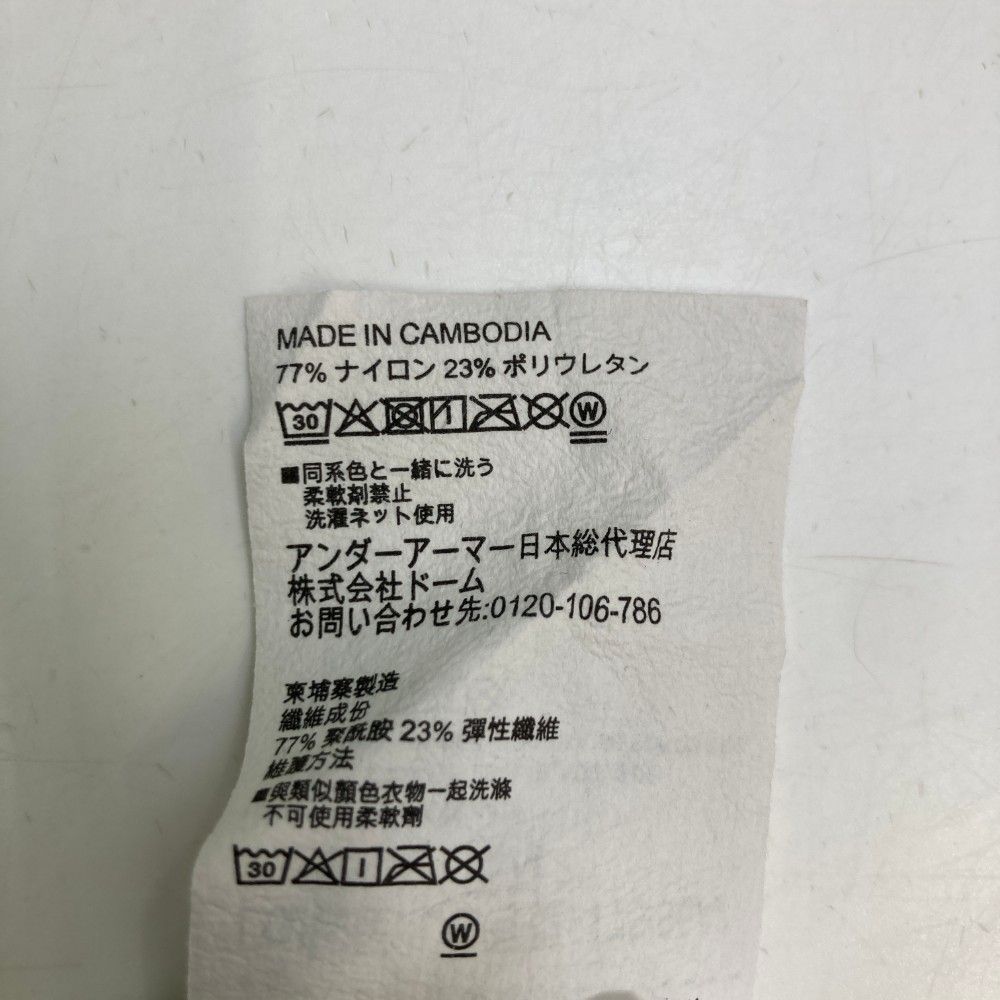 MADE IN CAMBODIA
77% ナイロン 23% ポリウレタン
30 W
■同系色と一緒に洗う
柔軟剤禁止
洗濯ネット使用
アンダーアーマー日本総代理店
株式会社ドーム
お問い合わせ先:0120-106-786
柬埔寨製造
纖維成份
77% 聚酰胺 23% 彈性纖維
維護方法
■與類似顏色衣物一起洗滌
不可使用柔軟劑
30
W